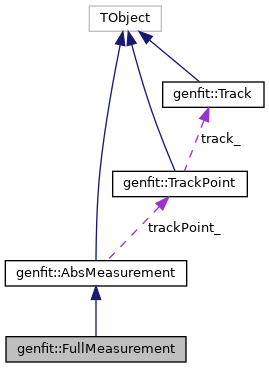 TObject
genfit::Track
track_
genfit::TrackPoint
trackPoint_
genfit::AbsMeasurement
genfit::FullMeasurement